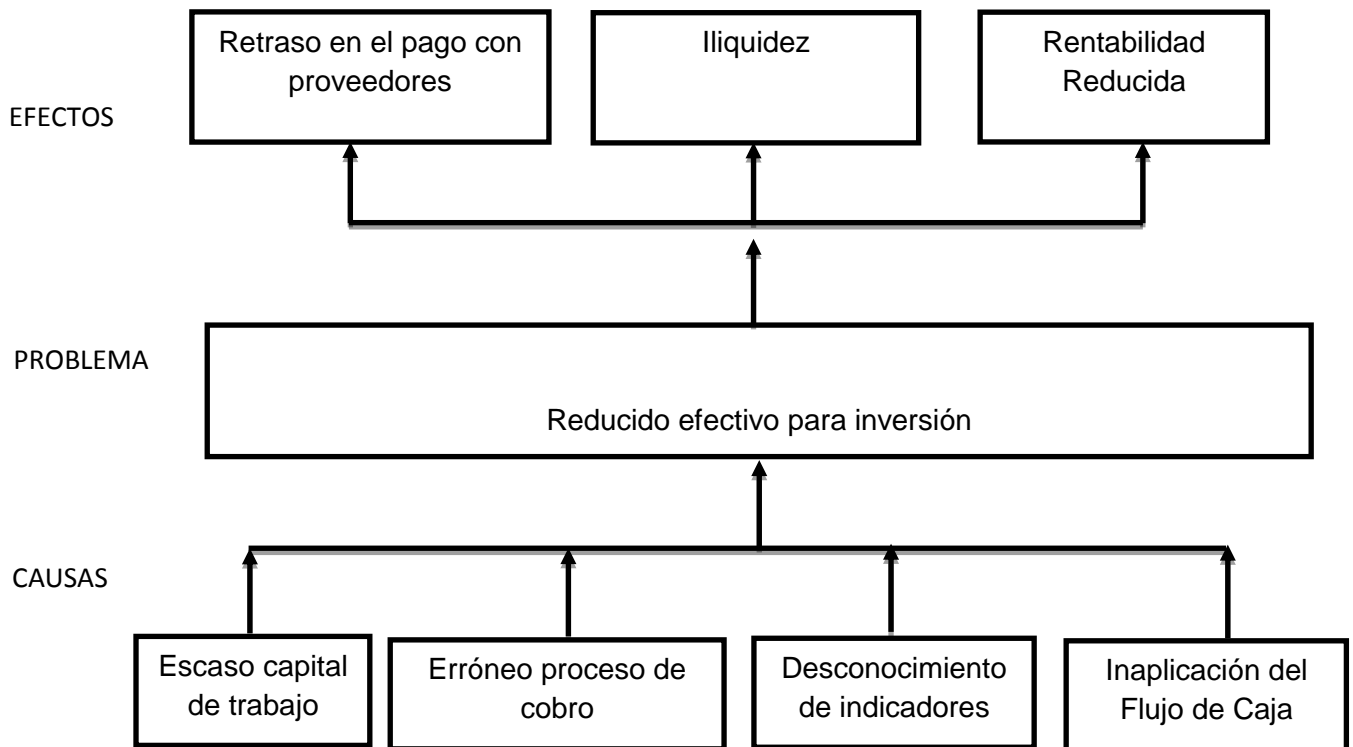 Retraso en el pago con
proveedores
Iliquidez
Rentabilidad
Reducida
EFECTOS
PROBLEMA
Reducido efectivo para inversión
CAUSAS
Escaso capital
de trabajo
Erróneo proceso de
cobro
Desconocimiento
de indicadores
Inaplicación del
Flujo de Caja